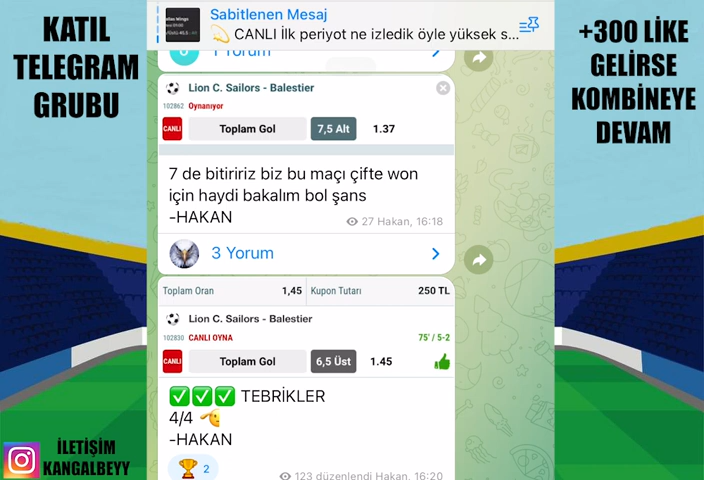 KATIL
TELEGRAM
GRUBU
Sabitlenen Mesaj
💫 CANLI İlk periyot ne izledik öyle yüksek s...
+300 LIKE
GELİRSE
KOMBİNEYE
DEVAM
1 Yorum
Lion C. Sailors - Balestier
102862 Oynanıyor
CANLI Toplam Gol 7,5 Alt 1.37
7 de bitiririz biz bu maçı çifte won
için haydi bakalım bol şans
-HAKAN
27 Hakan, 16:18
3 Yorum
Toplam Oran 1,45 Kupon Tutarı 250 TL
Lion C. Sailors - Balestier
102830 CANLI OYNA 75' / 5-2
CANLI Toplam Gol 6,5 Üst 1.45
✅✅✅ TEBRİKLER
4/4
-HAKAN
🏆 2
123 düzenlendi Hakan, 16:20
İLETİŞİM
KANGALBEYY